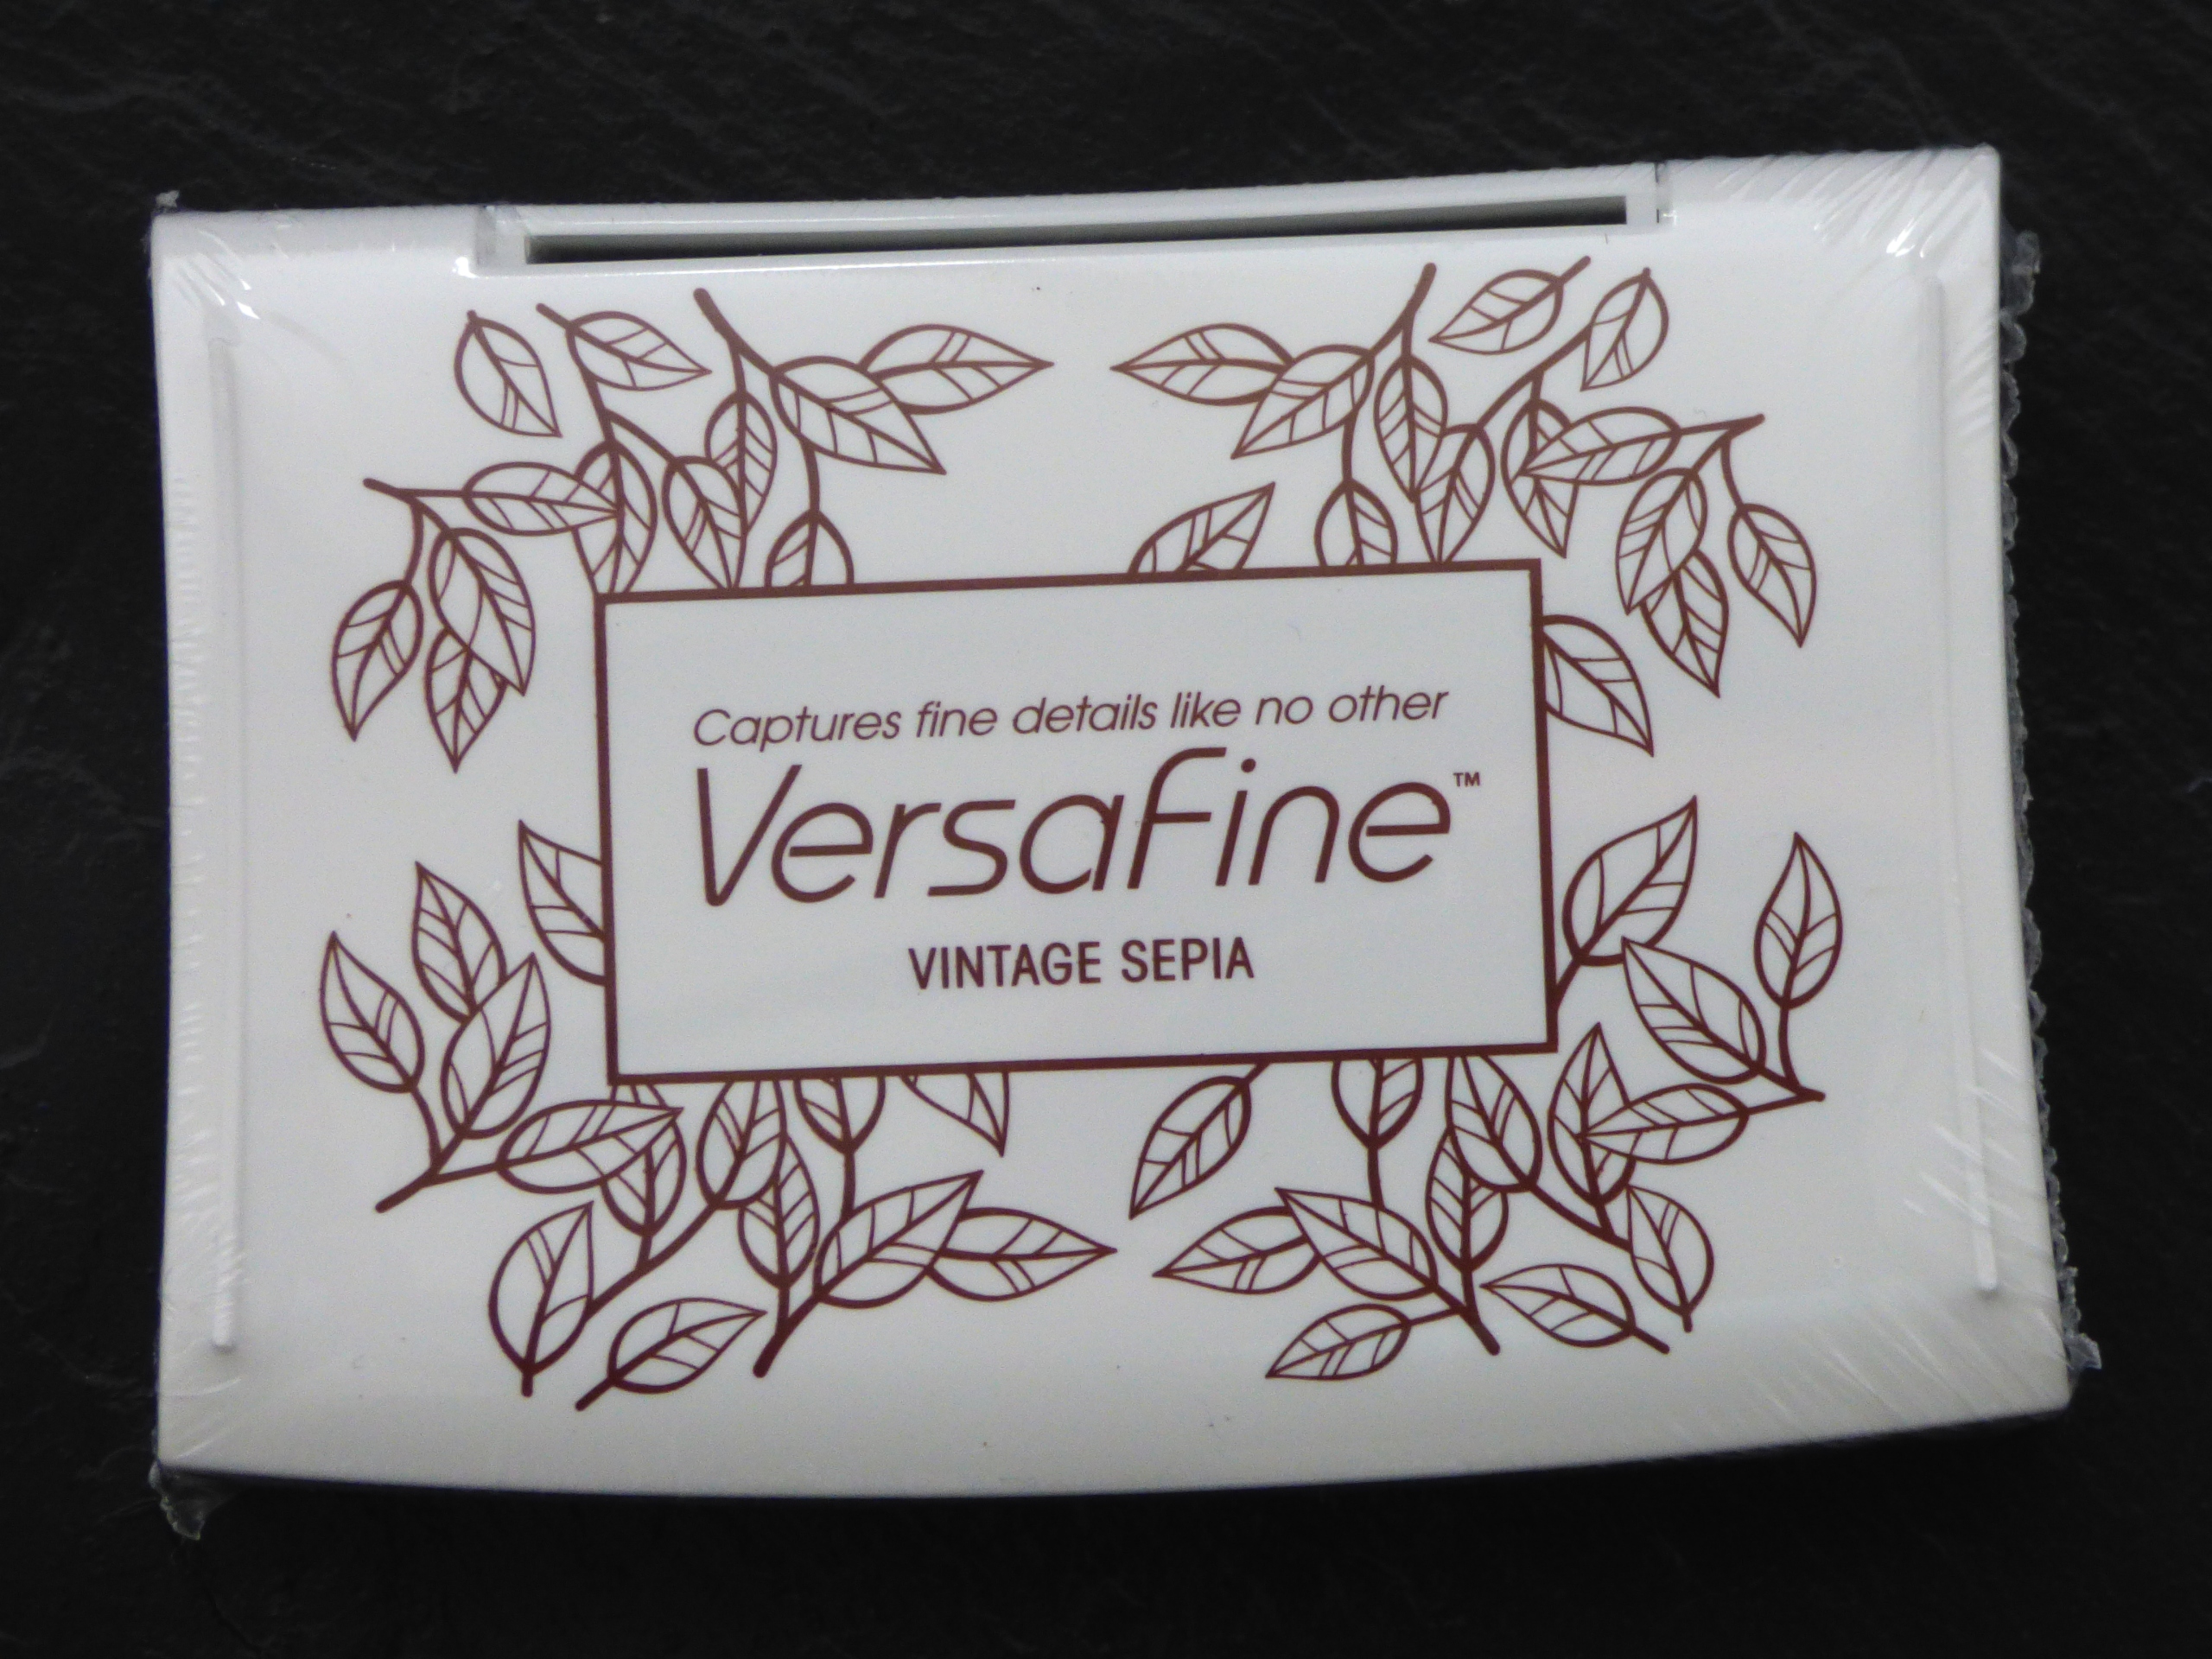 Captures fine details like no other
VersaFine™
VINTAGE SEPIA